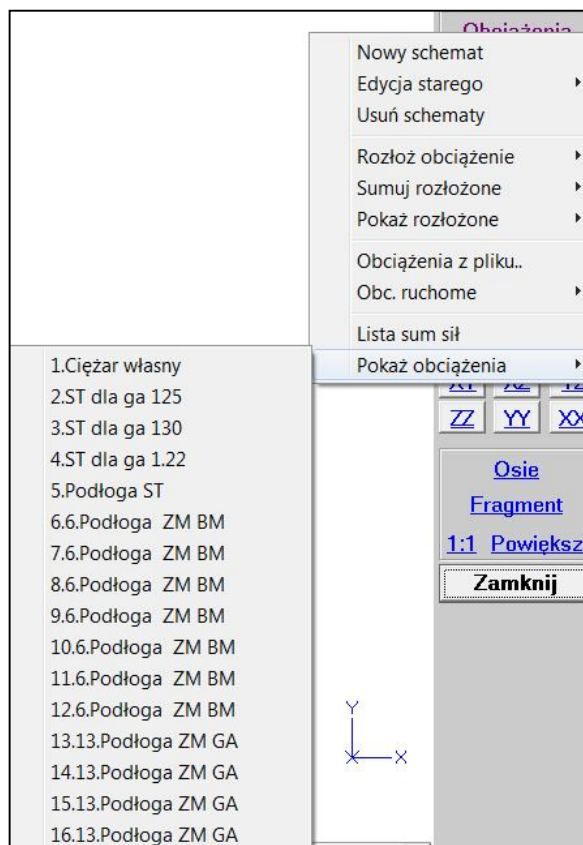 Obciążenia
Nowy schemat
Edycja starego
Usuń schematy
Rozłoż obciążenie
Sumuj rozłożone
Pokaż rozłożone
Obciążenia z pliku..
Obc. ruchome
Lista sum sił
Pokaż obciążenia
1.Ciężar własny
2.ST dla ga 125
3.ST dla ga 130
4.ST dla ga 1.22
5.Podłoga ST
6.6.Podłoga ZM BM
7.6.Podłoga ZM BM
8.6.Podłoga ZM BM
9.6.Podłoga ZM BM
10.6.Podłoga ZM BM
11.6.Podłoga ZM BM
12.6.Podłoga ZM BM
13.13.Podłoga ZM GA
14.13.Podłoga ZM GA
15.13.Podłoga ZM GA
16.13.Podłoga ZM GA
ZZ YY XX
Osie
Fragment
1:1 Powiększ
Zamknij
Y
X